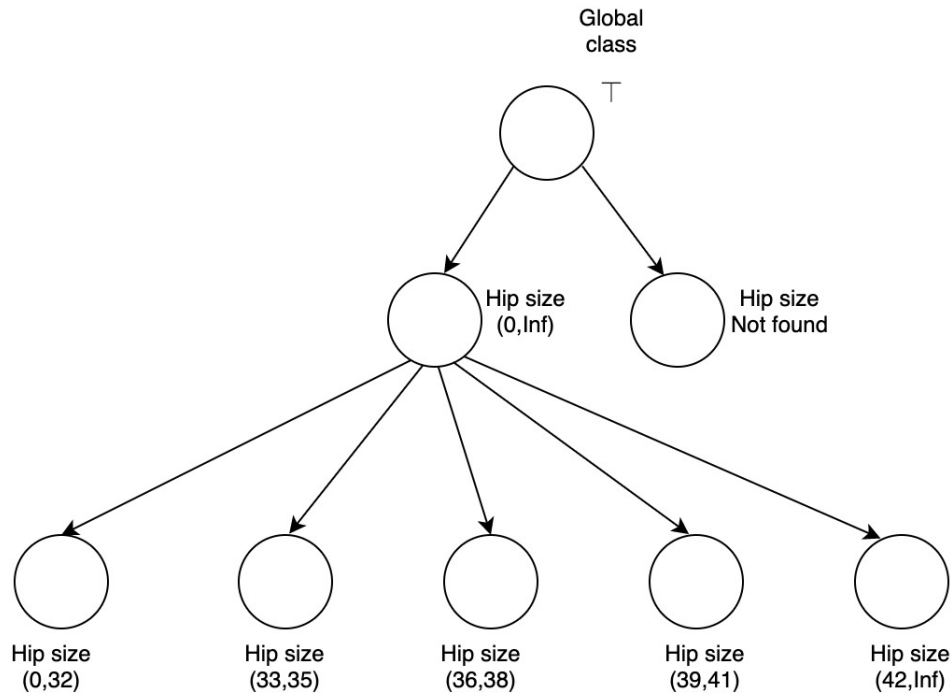 Global
class
⊤
Hip size
(0,Inf)
Hip size
Not found
Hip size
(0,32)
Hip size
(33,35)
Hip size
(36,38)
Hip size
(39,41)
Hip size
(42,Inf)